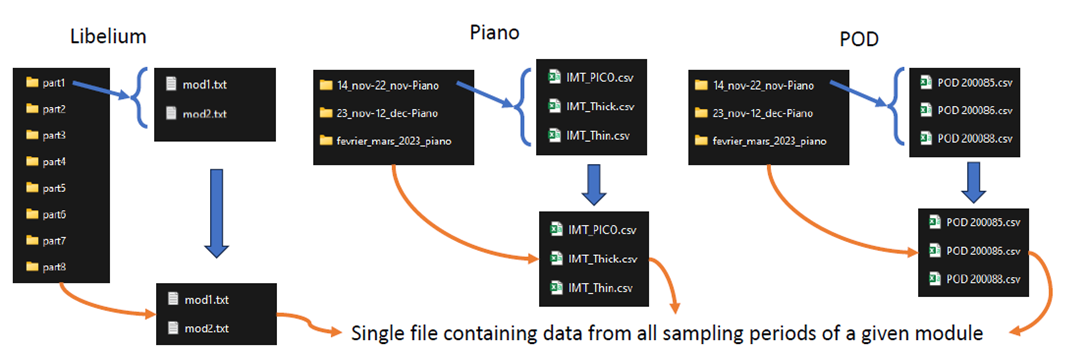 Libelium
part1
part2
part3
part4
part5
part6
part7
part8
mod1.txt
mod2.txt
mod1.txt
mod2.txt
Piano
14_nov-22_nov-Piano
23_nov-12_dec-Piano
fevrier_mars_2023_piano
IMT_PICO.csv
IMT_Thick.csv
IMT_Thin.csv
IMT_PICO.csv
IMT_Thick.csv
IMT_Thin.csv
POD
14_nov-22_nov-Piano
23_nov-12_dec-Piano
fevrier_mars_2023_piano
POD 200085.csv
POD 200086.csv
POD 200088.csv
POD 200085.csv
POD 200086.csv
POD 200088.csv
Single file containing data from all sampling periods of a given module